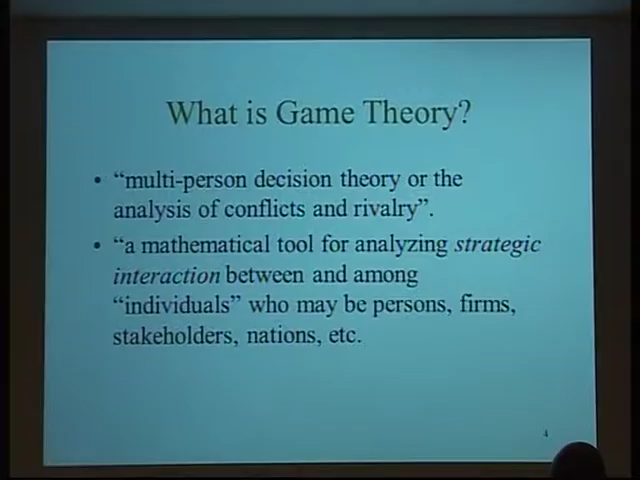 What is Game Theory?
• “multi-person decision theory or the
analysis of conflicts and rivalry”.
• “a mathematical tool for analyzing strategic
interaction between and among
“individuals” who may be persons, firms,
stakeholders, nations, etc.
4